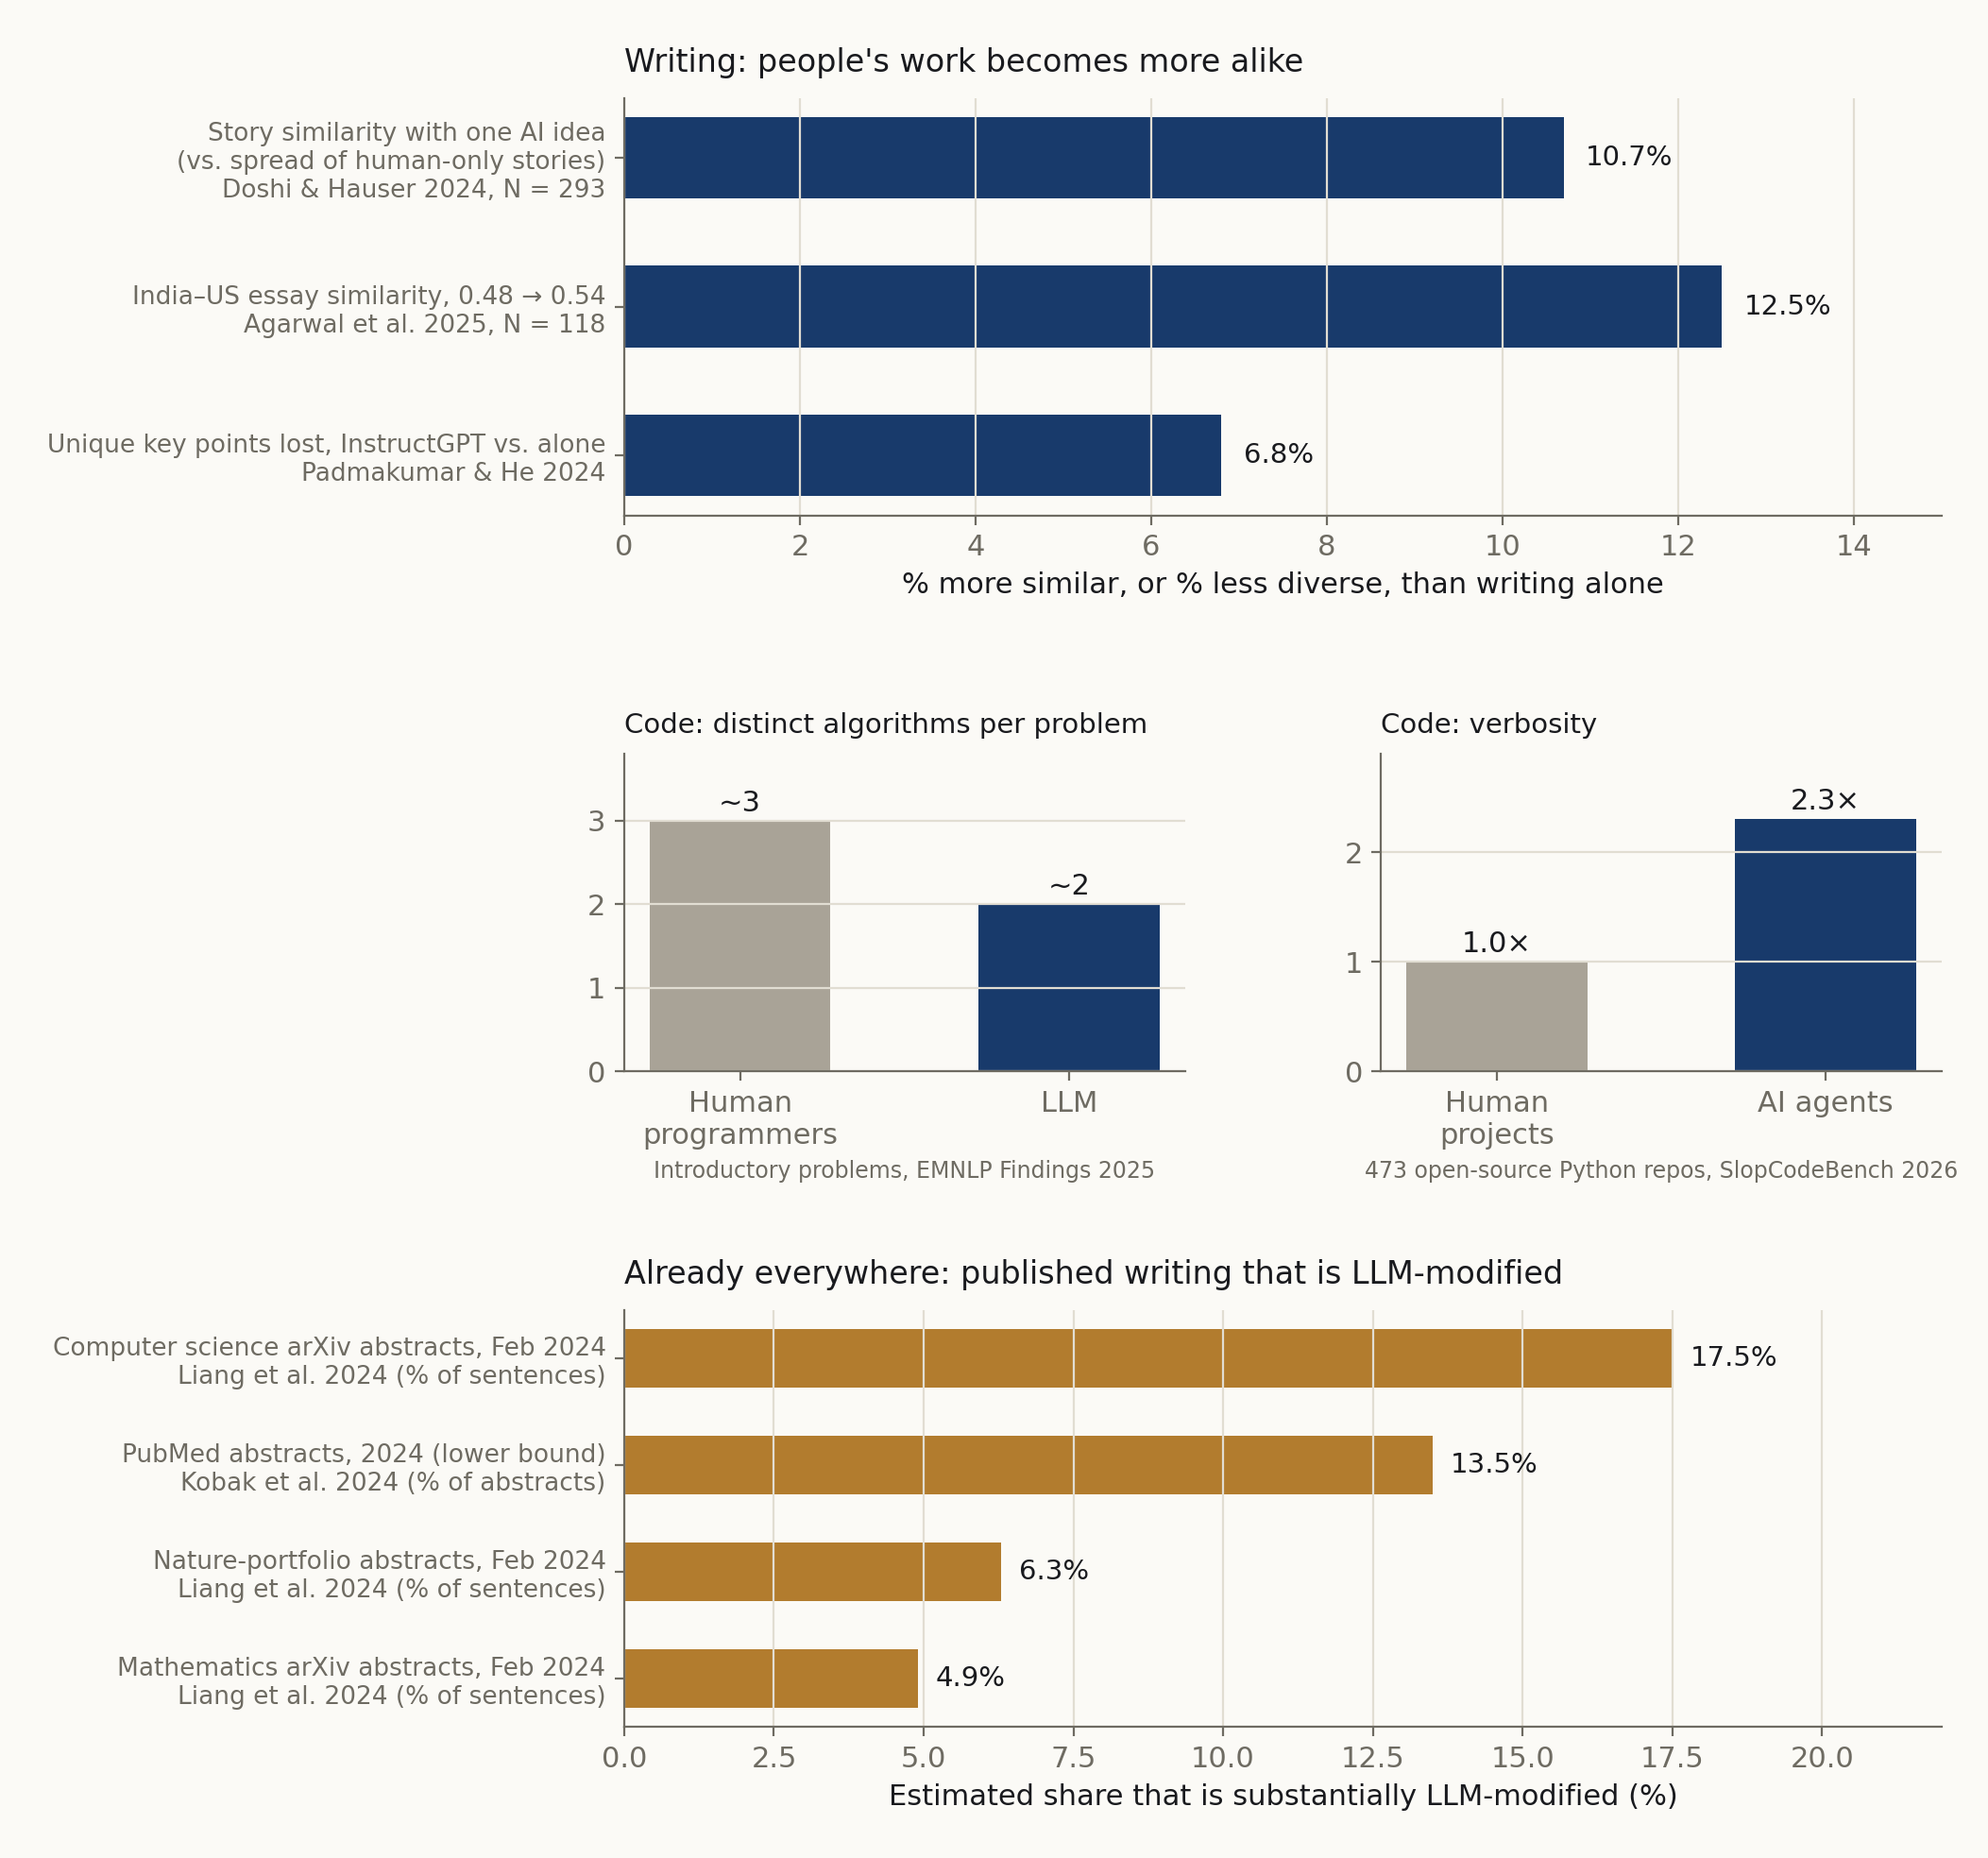 Writing: people's work becomes more alike
Story similarity with one AI idea
(vs. spread of human-only stories)
Doshi & Hauser 2024, N = 293
10.7%
India–US essay similarity, 0.48 → 0.54
Agarwal et al. 2025, N = 118
12.5%
Unique key points lost, InstructGPT vs. alone
Padmakumar & He 2024
6.8%
0 2 4 6 8 10 12 14
% more similar, or % less diverse, than writing alone
Code: distinct algorithms per problem
3
2
1
0
~3
~2
Human
programmers
LLM
Introductory problems, EMNLP Findings 2025
Code: verbosity
2
1
0
1.0×
2.3×
Human
projects
AI agents
473 open-source Python repos, SlopCodeBench 2026
Already everywhere: published writing that is LLM-modified
Computer science arXiv abstracts, Feb 2024
Liang et al. 2024 (% of sentences)
17.5%
PubMed abstracts, 2024 (lower bound)
Kobak et al. 2024 (% of abstracts)
13.5%
Nature-portfolio abstracts, Feb 2024
Liang et al. 2024 (% of sentences)
6.3%
Mathematics arXiv abstracts, Feb 2024
Liang et al. 2024 (% of sentences)
4.9%
0.0 2.5 5.0 7.5 10.0 12.5 15.0 17.5 20.0
Estimated share that is substantially LLM-modified (%)